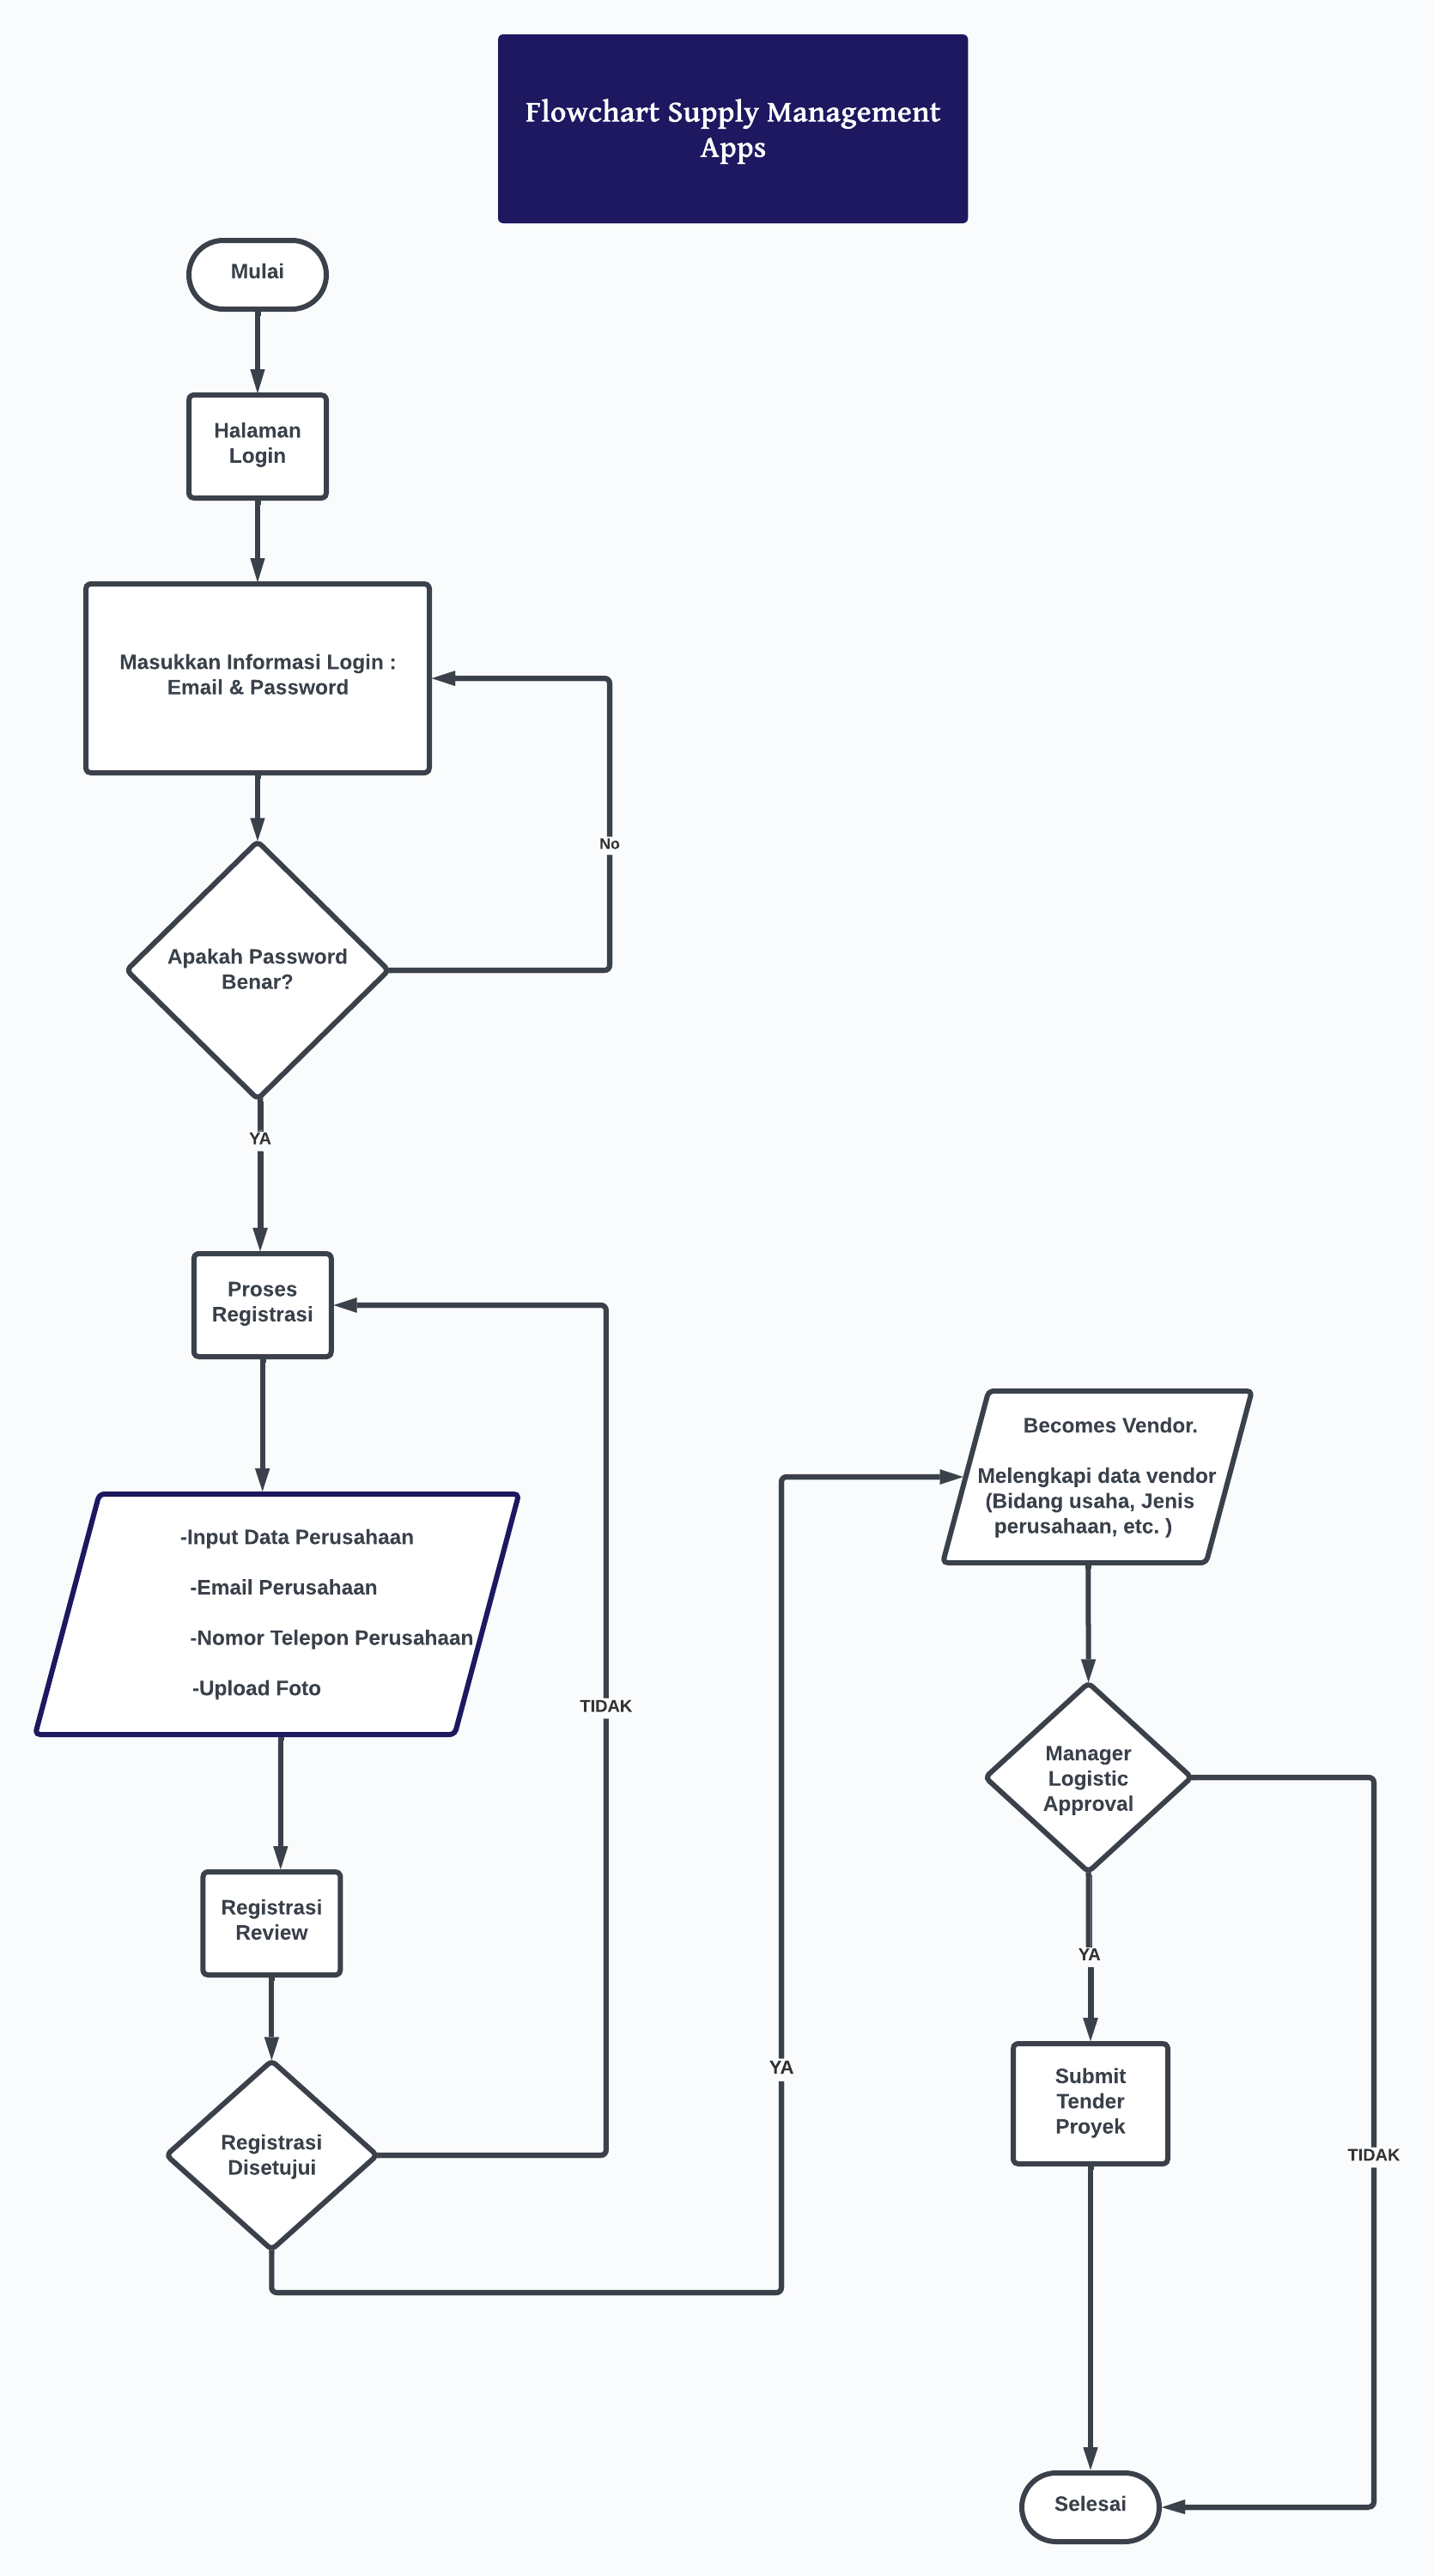 Flowchart Supply Management
Apps
Mulai
Halaman
Login
Masukkan Informasi Login :
Email & Password
No
Apakah Password
Benar?
YA
Proses
Registrasi
-Input Data Perusahaan
-Email Perusahaan
-Nomor Telepon Perusahaan
-Upload Foto
TIDAK
Registrasi
Review
Registrasi
Disetujui
YA
Becomes Vendor.
Melengkapi data vendor
(Bidang usaha, Jenis
perusahaan, etc. )
Manager
Logistic
Approval
YA
Submit
Tender
Proyek
TIDAK
Selesai